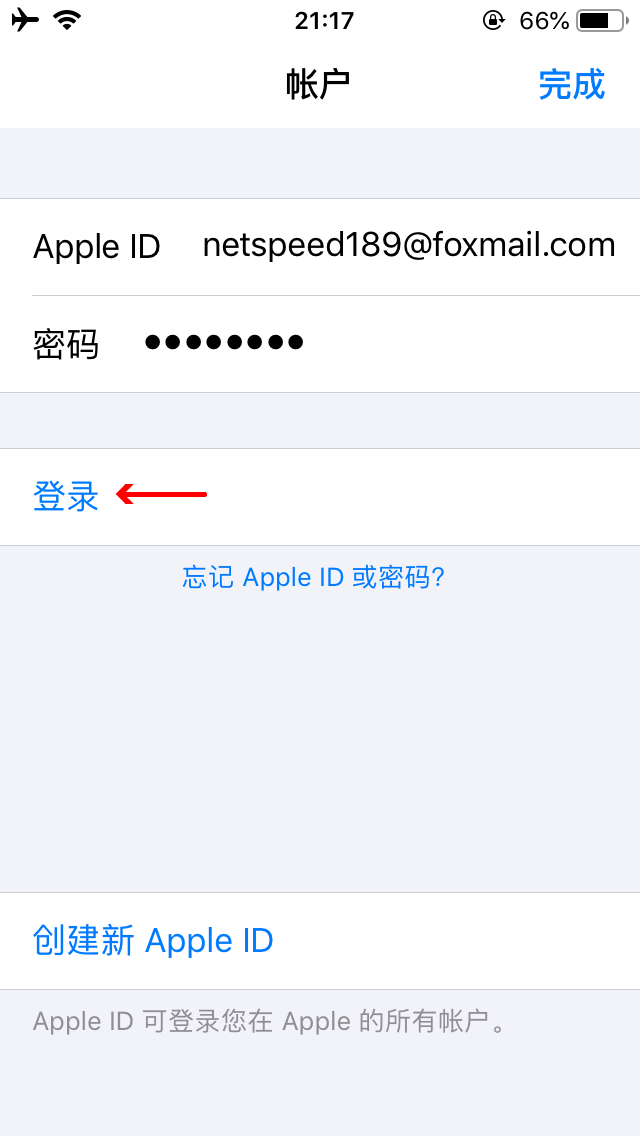 21:17
66%
帐户
完成
Apple ID netspeed189@foxmail.com
密码 ••••••••
登录
忘记 Apple ID 或密码?
创建新 Apple ID
Apple ID 可登录您在 Apple 的所有帐户。